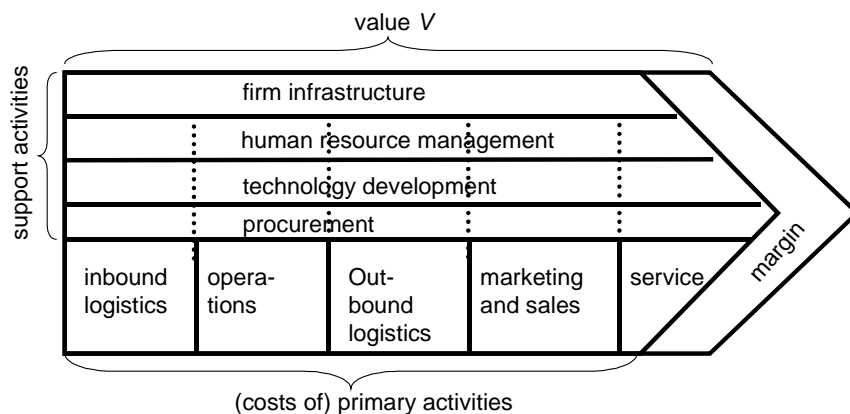 value V
support activities
firm infrastructure
human resource management
technology development
procurement
inbound
logistics
opera-
tions
Out-
bound
logistics
marketing
and sales
service
margin
(costs of) primary activities